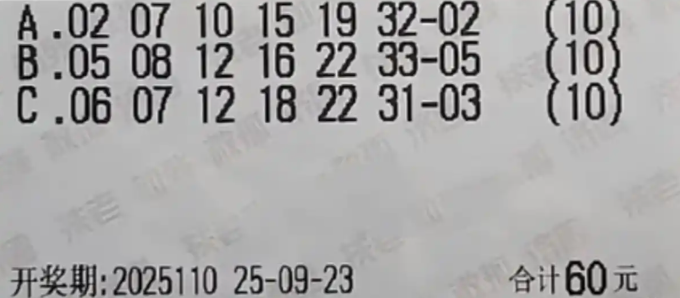 A.02 07 10 15 19 32-02 (10)
B.05 08 12 16 22 33-05 (10)
C.06 07 12 18 22 31-03 (10)
开奖期:2025110 25-09-23 合计60元